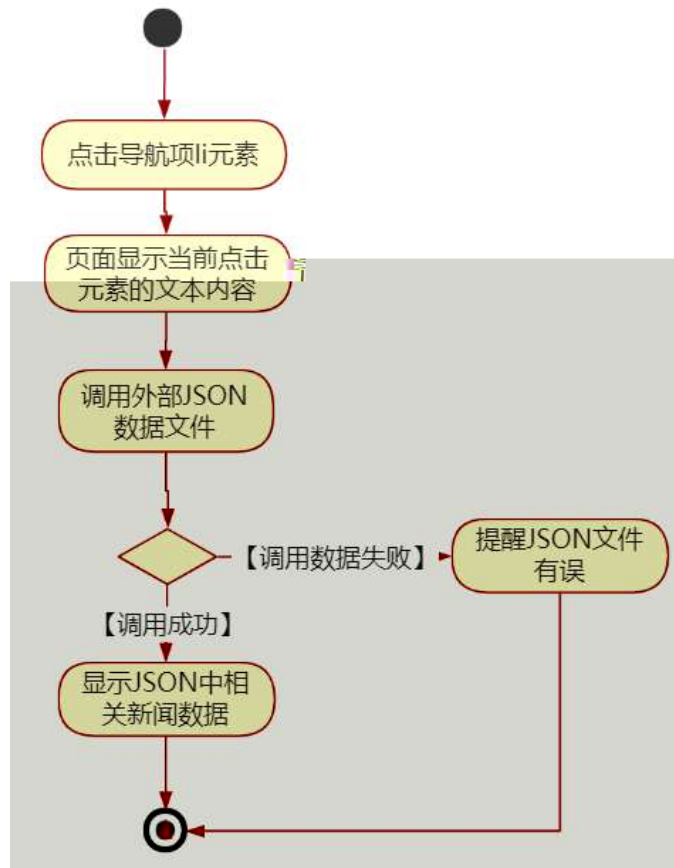 点击导航项li元素
页面显示当前点击
元素的文本内容
调用外部JSON
数据文件
【调用数据失败】
提醒JSON文件
有误
【调用成功】
显示JSON中相
关新闻数据